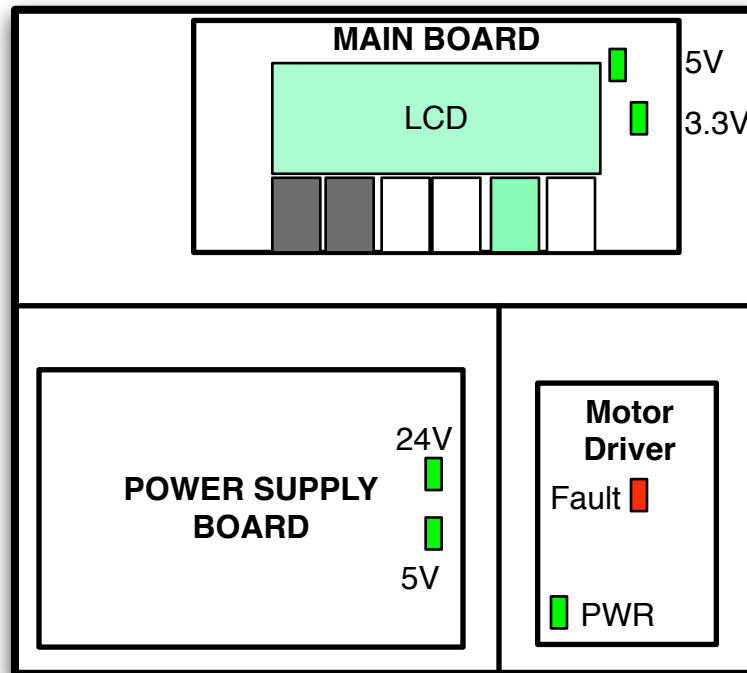 MAIN BOARD
5V
LCD
3.3V
24V
POWER SUPPLY
BOARD
5V
Motor
Driver
Fault
PWR